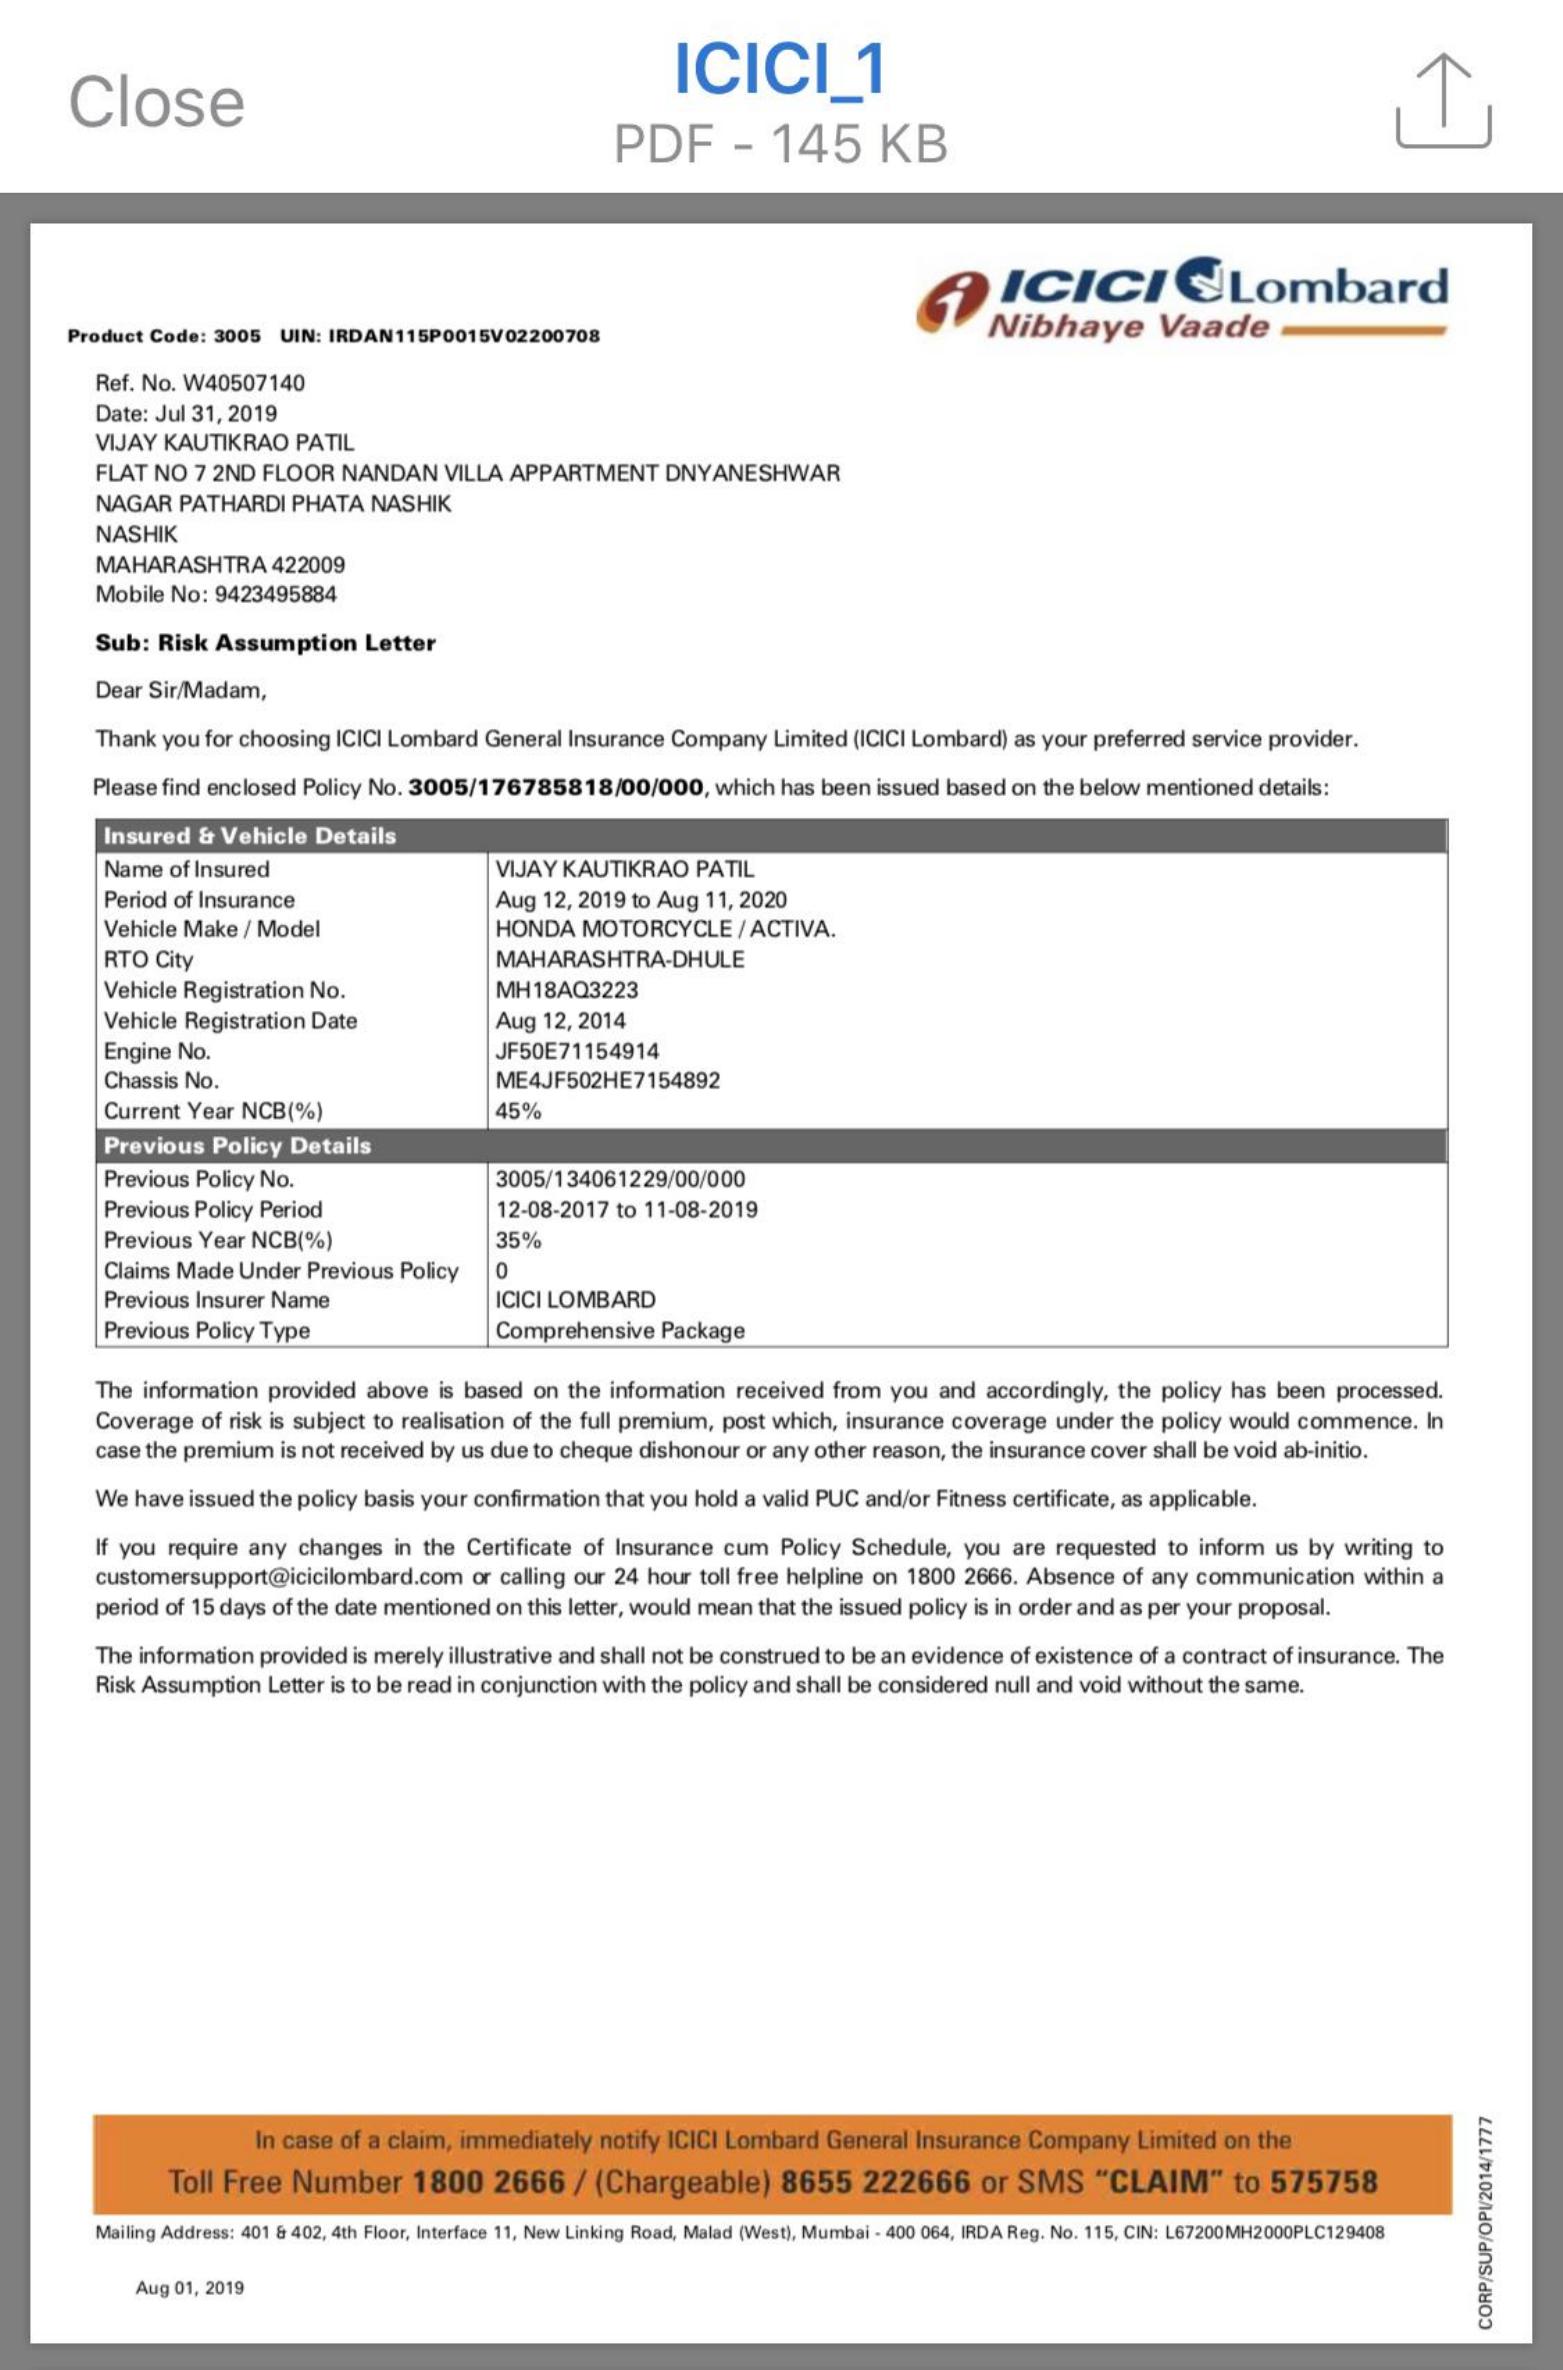 Close
ICICI_1
PDF - 145 KB
ICICI Lombard
Nibhaye Vaade
Product Code: 3005 UIN: IRDAN115P0015V02200708
Ref. No. W40507140
Date: Jul 31, 2019
VIJAY KAUTIKRAO PATIL
FLAT NO 7 2ND FLOOR NANDAN VILLA APPARTMENT DNYANESHWAR
NAGAR PATHARDI PHATA NASHIK
NASHIK
MAHARASHTRA 422009
Mobile No: 9423495884
Sub: Risk Assumption Letter
Dear Sir/Madam,
Thank you for choosing ICICI Lombard General Insurance Company Limited (ICICI Lombard) as your preferred service provider.
Please find enclosed Policy No. 3005/176785818/00/000, which has been issued based on the below mentioned details:
Insured & Vehicle Details
Name of Insured VIJAY KAUTIKRAO PATIL
Period of Insurance Aug 12, 2019 to Aug 11, 2020
Vehicle Make / Model HONDA MOTORCYCLE / ACTIVA.
RTO City MAHARASHTRA-DHULE
Vehicle Registration No. MH18AQ3223
Vehicle Registration Date Aug 12, 2014
Engine No. JF50E71154914
Chassis No. ME4JF502HE7154892
Current Year NCB(%) 45%
Previous Policy Details
Previous Policy No. 3005/134061229/00/000
Previous Policy Period 12-08-2017 to 11-08-2019
Previous Year NCB(%) 35%
Claims Made Under Previous Policy 0
Previous Insurer Name ICICI LOMBARD
Previous Policy Type Comprehensive Package
The information provided above is based on the information received from you and accordingly, the policy has been processed.
Coverage of risk is subject to realisation of the full premium, post which, insurance coverage under the policy would commence. In
case the premium is not received by us due to cheque dishonour or any other reason, the insurance cover shall be void ab-initio.
We have issued the policy basis your confirmation that you hold a valid PUC and/or Fitness certificate, as applicable.
If you require any changes in the Certificate of Insurance cum Policy Schedule, you are requested to inform us by writing to
customersupport@icicilombard.com or calling our 24 hour toll free helpline on 1800 2666. Absence of any communication within a
period of 15 days of the date mentioned on this letter, would mean that the issued policy is in order and as per your proposal.
The information provided is merely illustrative and shall not be construed to be an evidence of existence of a contract of insurance. The
Risk Assumption Letter is to be read in conjunction with the policy and shall be considered null and void without the same.
In case of a claim, immediately notify ICICI Lombard General Insurance Company Limited on the
Toll Free Number 1800 2666 / (Chargeable) 8655 222666 or SMS “CLAIM” to 575758
Mailing Address: 401 & 402, 4th Floor, Interface 11, New Linking Road, Malad (West), Mumbai - 400 064, IRDA Reg. No. 115, CIN: L67200MH2000PLC129408
Aug 01, 2019
CORP/SUP/OPI/2014/1777